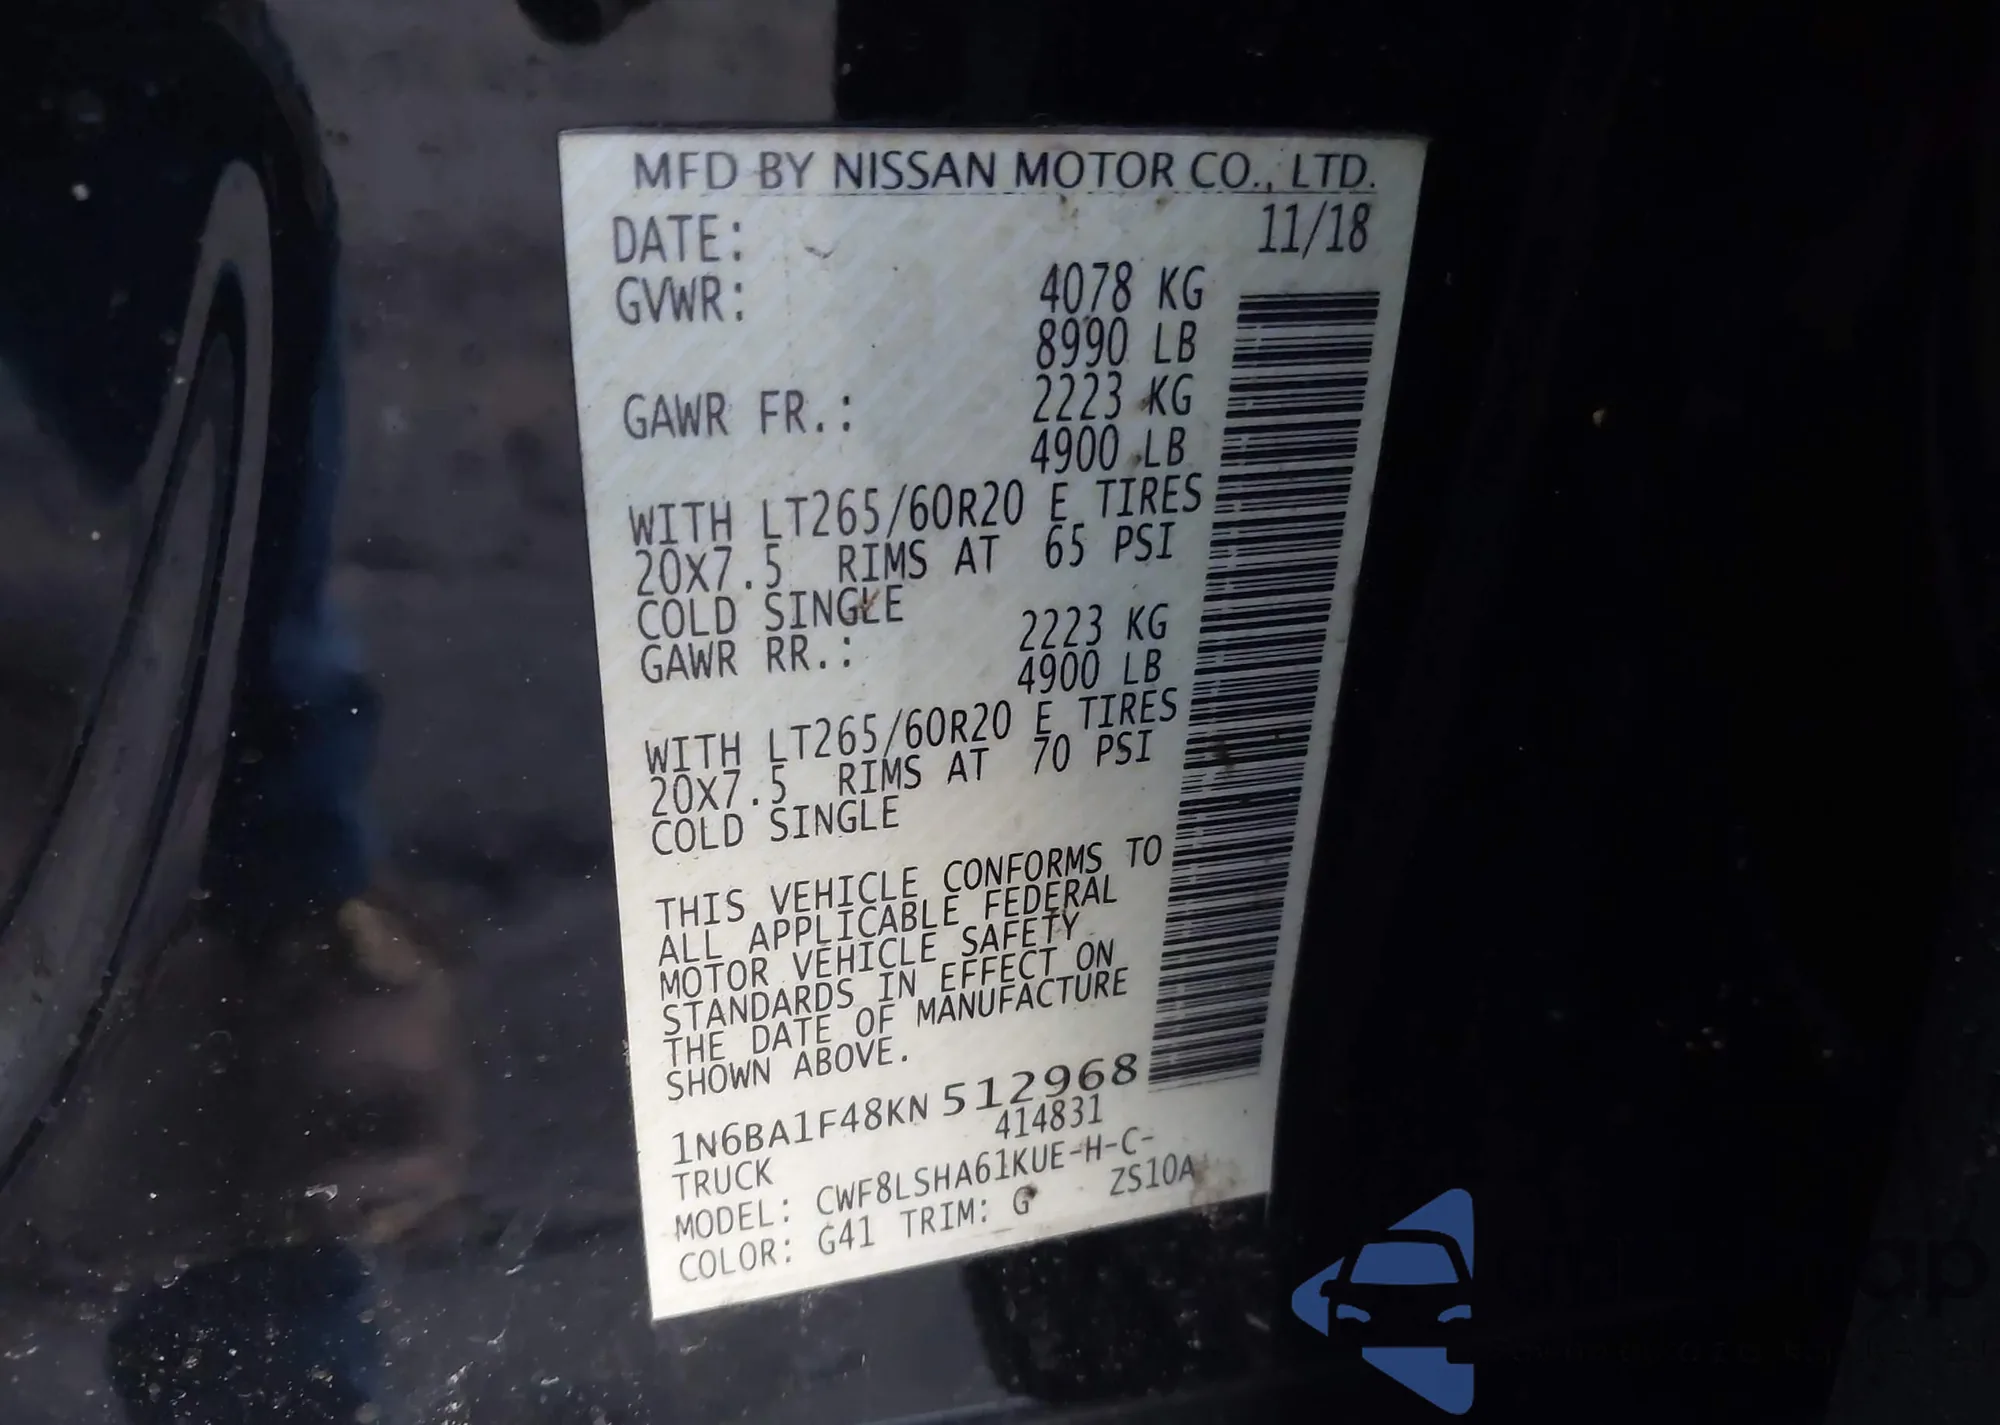 MFD BY NISSAN MOTOR CO., LTD.
DATE: 11/18
GVWR: 4078 KG
8990 LB
GAWR FR.: 2223 KG
4900 LB
WITH LT265/60R20 E TIRES
20X7.5 RIMS AT 65 PSI
COLD SINGLE
GAWR RR.: 2223 KG
4900 LB
WITH LT265/60R20 E TIRES
20X7.5 RIMS AT 70 PSI
COLD SINGLE
THIS VEHICLE CONFORMS TO
ALL APPLICABLE FEDERAL
MOTOR VEHICLE SAFETY
STANDARDS IN EFFECT ON
THE DATE OF MANUFACTURE
SHOWN ABOVE.
1N6BA1F48KN512968
TRUCK 414831
MODEL: CWF8LSHA61KUE-H-C-
COLOR: G41 TRIM: G ZS10A